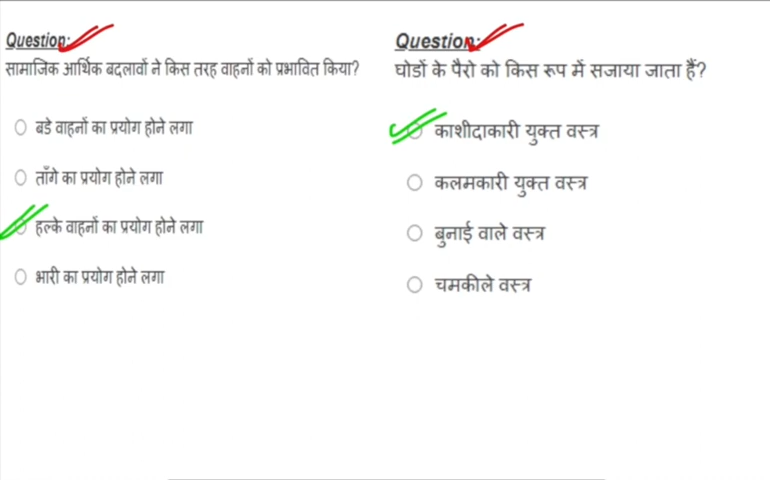 Question:
सामाजिक आर्थिक बदलावों ने किस तरह वाहनों को प्रभावित किया?
बडे वाहनों का प्रयोग होने लगा
ताँगे का प्रयोग होने लगा
हल्के वाहनों का प्रयोग होने लगा
भारी का प्रयोग होने लगा
Question:
घोडों के पैरो को किस रूप में सजाया जाता हैं?
काशीदाकारी युक्त वस्त्र
कलमकारी युक्त वस्त्र
बुनाई वाले वस्त्र
चमकीले वस्त्र